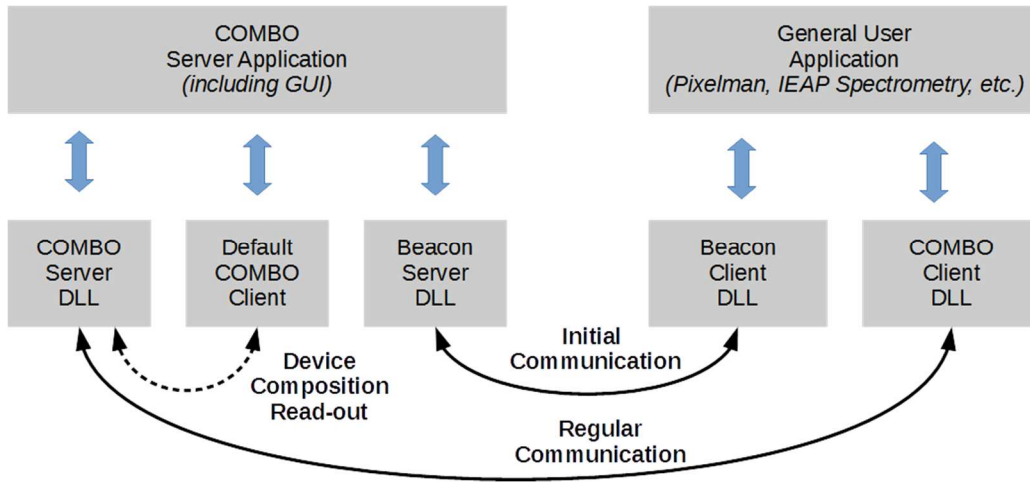 COMBO
Server Application
(including GUI)
General User
Application
(Pixelman, IEAP Spectrometry, etc.)
COMBO
Server
DLL
Default
COMBO
Client
Beacon
Server
DLL
Beacon
Client
DLL
COMBO
Client
DLL
Initial
Communication
Device
Composition
Read-out
Regular
Communication